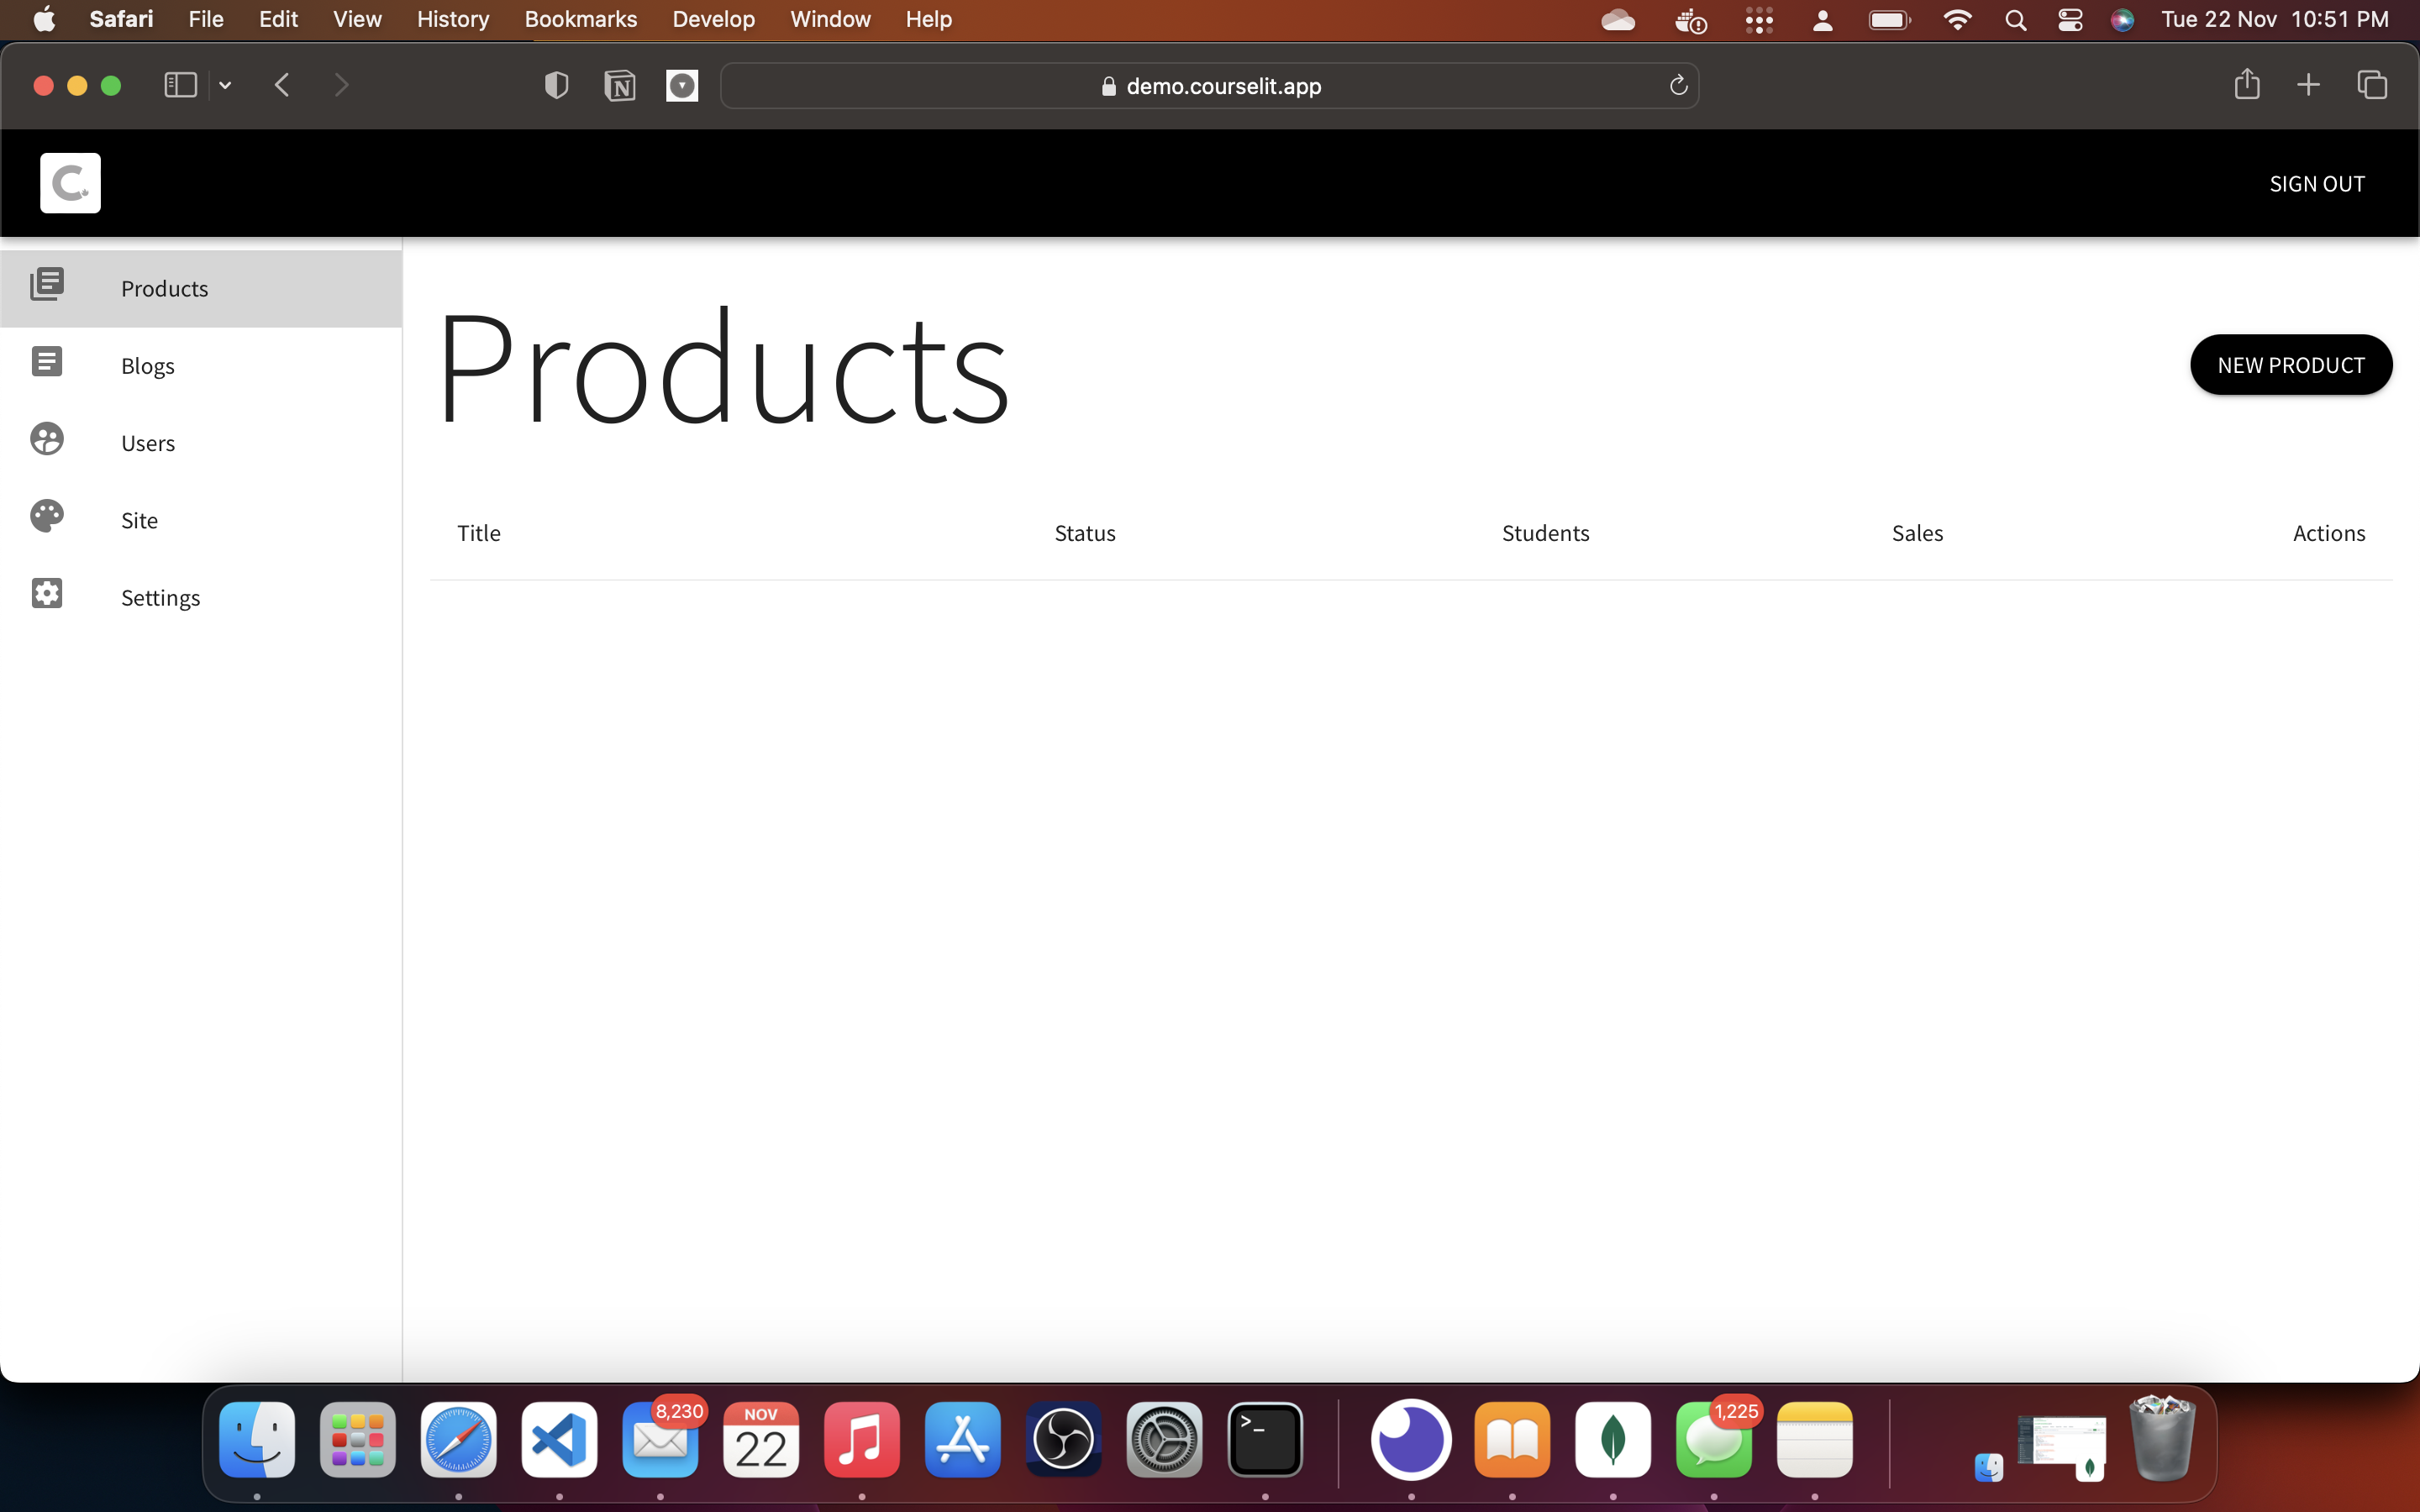 Safari File Edit View History Bookmarks Develop Window Help Tue 22 Nov 10:51 PM
demo.courselit.app
SIGN OUT
Products
Blogs
Users
Site
Settings
Products
NEW PRODUCT
Title Status Students Sales Actions
8,230
NOV
22
1,225